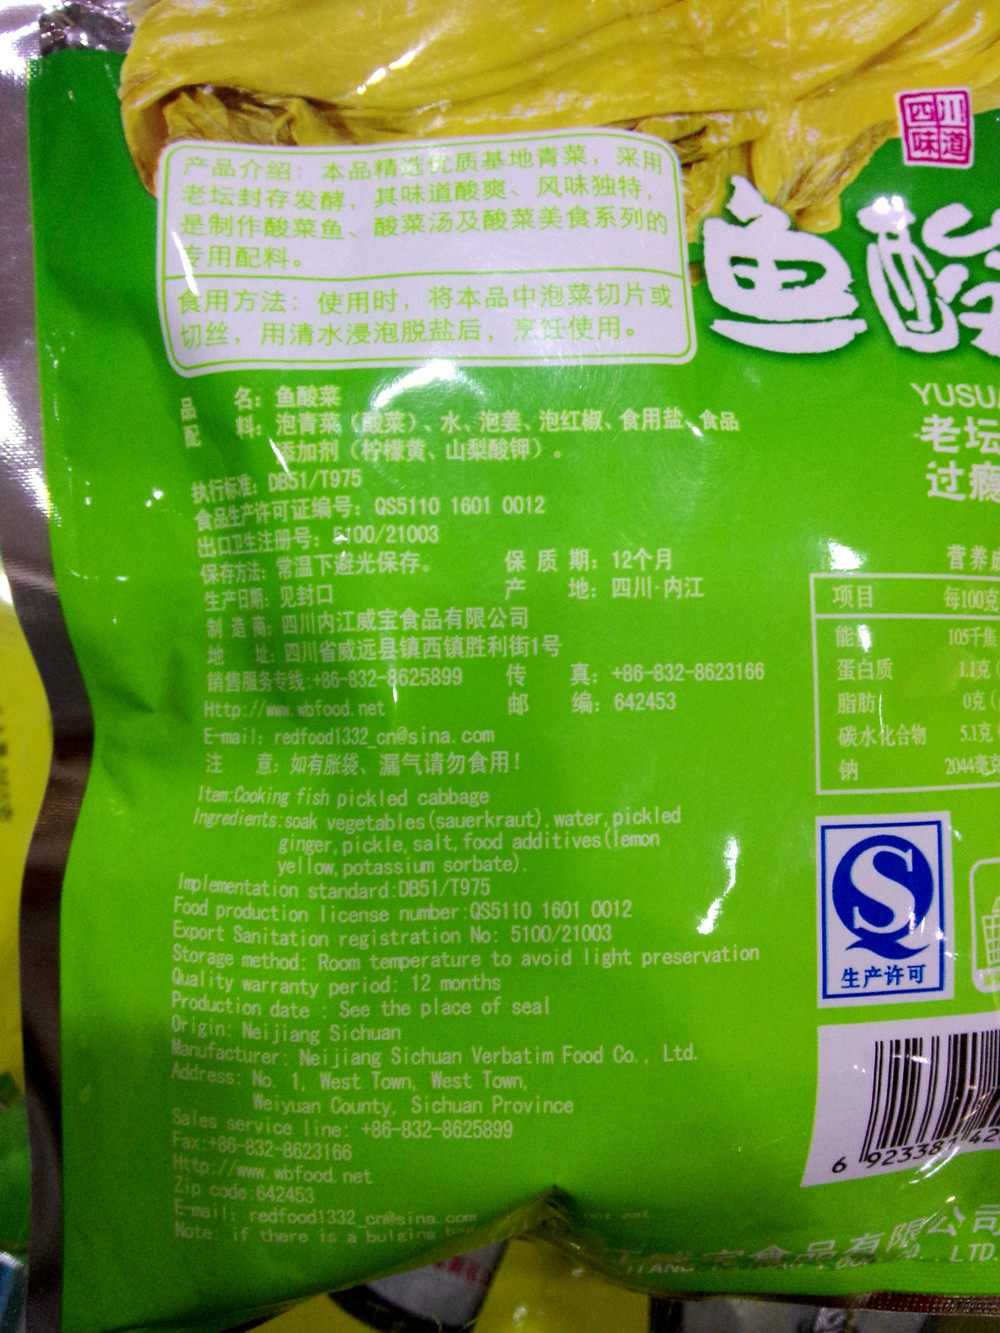 四川
味道
产品介绍：本品精选优质基地青菜，采用
老坛封存发酵，其味道酸爽、风味独特，
是制作酸菜鱼、酸菜汤及酸菜美食系列的
专用配料。
食用方法：使用时，将本品中泡菜切片或
切丝，用清水浸泡脱盐后，烹饪使用。
鱼酸
YUSU
老坛
过瘾
品 名：鱼酸菜
配 料：泡青菜（酸菜）、水、泡姜、泡红椒、食用盐、食品
添加剂（柠檬黄、山梨酸钾）。
执行标准：DB51/T975
食品生产许可证编号：QS5110 1601 0012
出口卫生注册号：5100/21003
保存方法：常温下避光保存。 保 质 期：12个月
生产日期：见封口 产 地：四川·内江
制 造 商：四川内江威宝食品有限公司
地 址：四川省威远县镇西镇胜利街1号
销售服务专线：+86-832-8625899 传 真：+86-832-8623166
Http://www.wbfood.net 邮 编：642453
E-mail：redfood1332_cn@sina.com
注 意：如有胀袋、漏气请勿食用！
Item:Cooking fish pickled cabbage
Ingredients:soak vegetables(sauerkraut),water,pickled
ginger,pickle,salt,food additives(lemon
yellow,potassium sorbate).
Implementation standard:DB51/T975
Food production license number:QS5110 1601 0012
Export Sanitation registration No: 5100/21003
Storage method: Room temperature to avoid light preservation
Quality warranty period: 12 months
Production date : See the place of seal
Origin: Neijiang Sichuan
Manufacturer: Neijiang Sichuan Verbatim Food Co., Ltd.
Address: No. 1, West Town, West Town,
Weiyuan County, Sichuan Province
Sales service line: +86-832-8625899
Fax:+86-832-8623166
Http://www.wbfood.net
Zip code:642453
E-mail: redfood1332_cn@sina.com
Note: if there is a bulging
营养
项目 每100克
能 105千焦
蛋白质 1.1克
脂肪 0克
碳水化合物 5.1克
钠 2044毫克
生产许可
6 923387 42
威宝食品有限公司
LTD